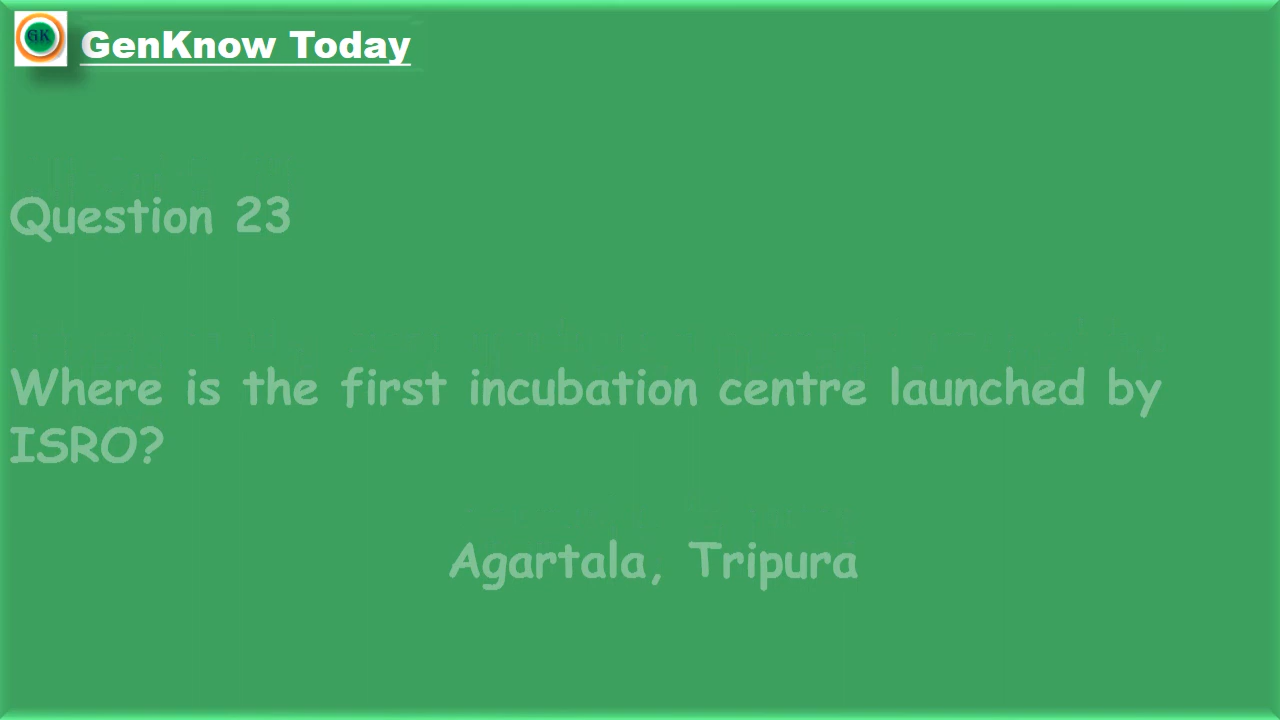 GK
GenKnow Today
Question 23
Where is the first incubation centre launched by
ISRO?
Agartala, Tripura